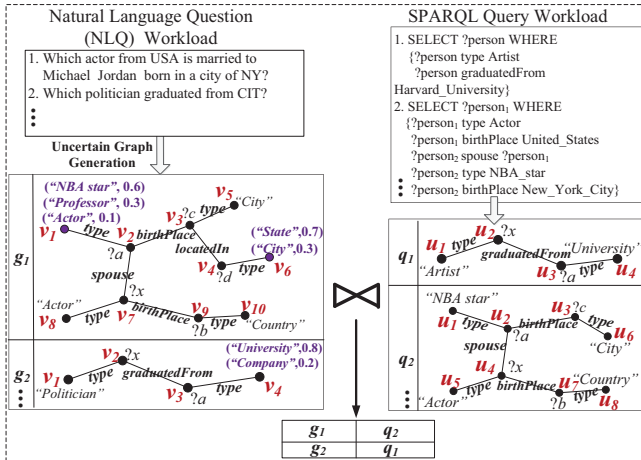 Natural Language Question
(NLQ) Workload
1. Which actor from USA is married to
Michael Jordan born in a city of NY?
2. Which politician graduated from CIT?
Uncertain Graph
Generation
g1
("NBA star", 0.6)
("Professor", 0.3)
("Actor", 0.1)
v1
type
v2
?a
birthPlace
v3
?c
type
v5
"City"
locatedIn
v4
?d
type
("State", 0.7)
("City", 0.3)
v6
spouse
"Actor"
v8
type
?x
v7
birthPlace
v9
?b
type
v10
"Country"
g2
v1
"Politician"
type
v2
?x
graduatedFrom
v3
?a
type
("University", 0.8)
("Company", 0.2)
v4
SPARQL Query Workload
1. SELECT ?person WHERE
{?person type Artist
?person graduatedFrom
Harvard_University}
2. SELECT ?person1 WHERE
{?person1 type Actor
?person1 birthPlace United_States
?person2 spouse ?person1
?person2 type NBA_star
?person2 birthPlace New_York_City}
q1
u1
"Artist"
type
u2
?x
graduatedFrom
u3
?a
type
"University"
u4
q2
"NBA star"
u1
type
u2
?a
birthPlace
u3
?c
type
u6
"City"
spouse
u4
?x
u5
"Actor"
type
birthPlace
u7
?b
type
"Country"
u8
g1 q2
g2 q1